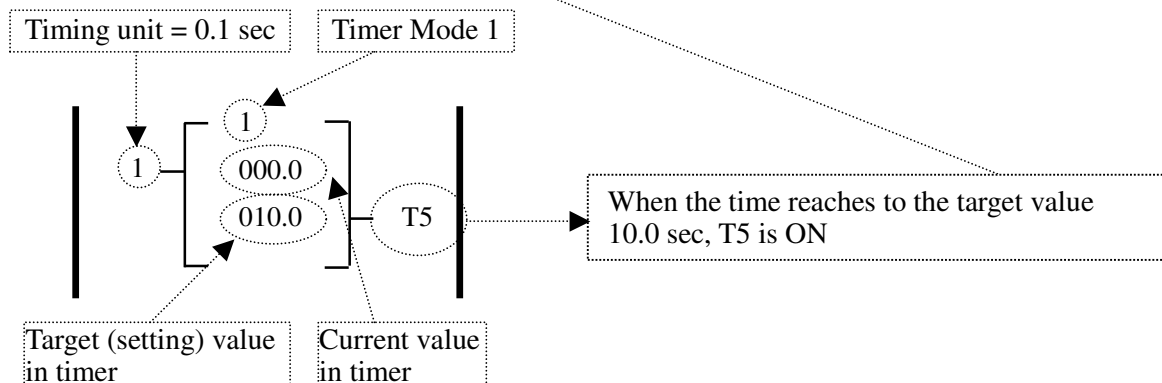 Timing unit = 0.1 sec
Timer Mode 1
1
1
000.0
010.0
T5
When the time reaches to the target value
10.0 sec, T5 is ON
Target (setting) value
in timer
Current value
in timer